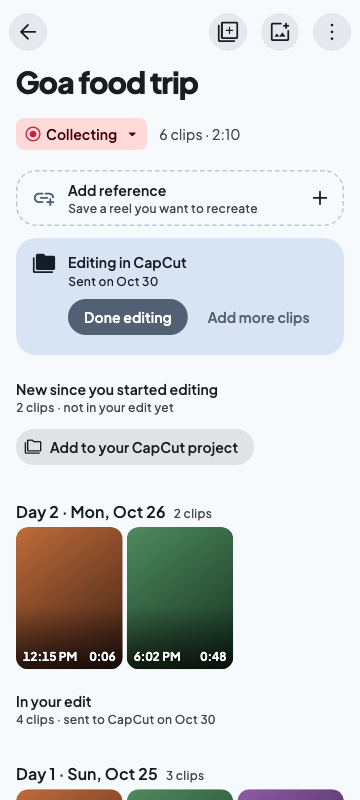 Goa food trip
Collecting
6 clips · 2:10
Add reference
Save a reel you want to recreate
Editing in CapCut
Sent on Oct 30
Done editing
Add more clips
New since you started editing
2 clips · not in your edit yet
Add to your CapCut project
Day 2 · Mon, Oct 26 2 clips
12:15 PM 0:06
6:02 PM 0:48
In your edit
4 clips · sent to CapCut on Oct 30
Day 1 · Sun, Oct 25 3 clips